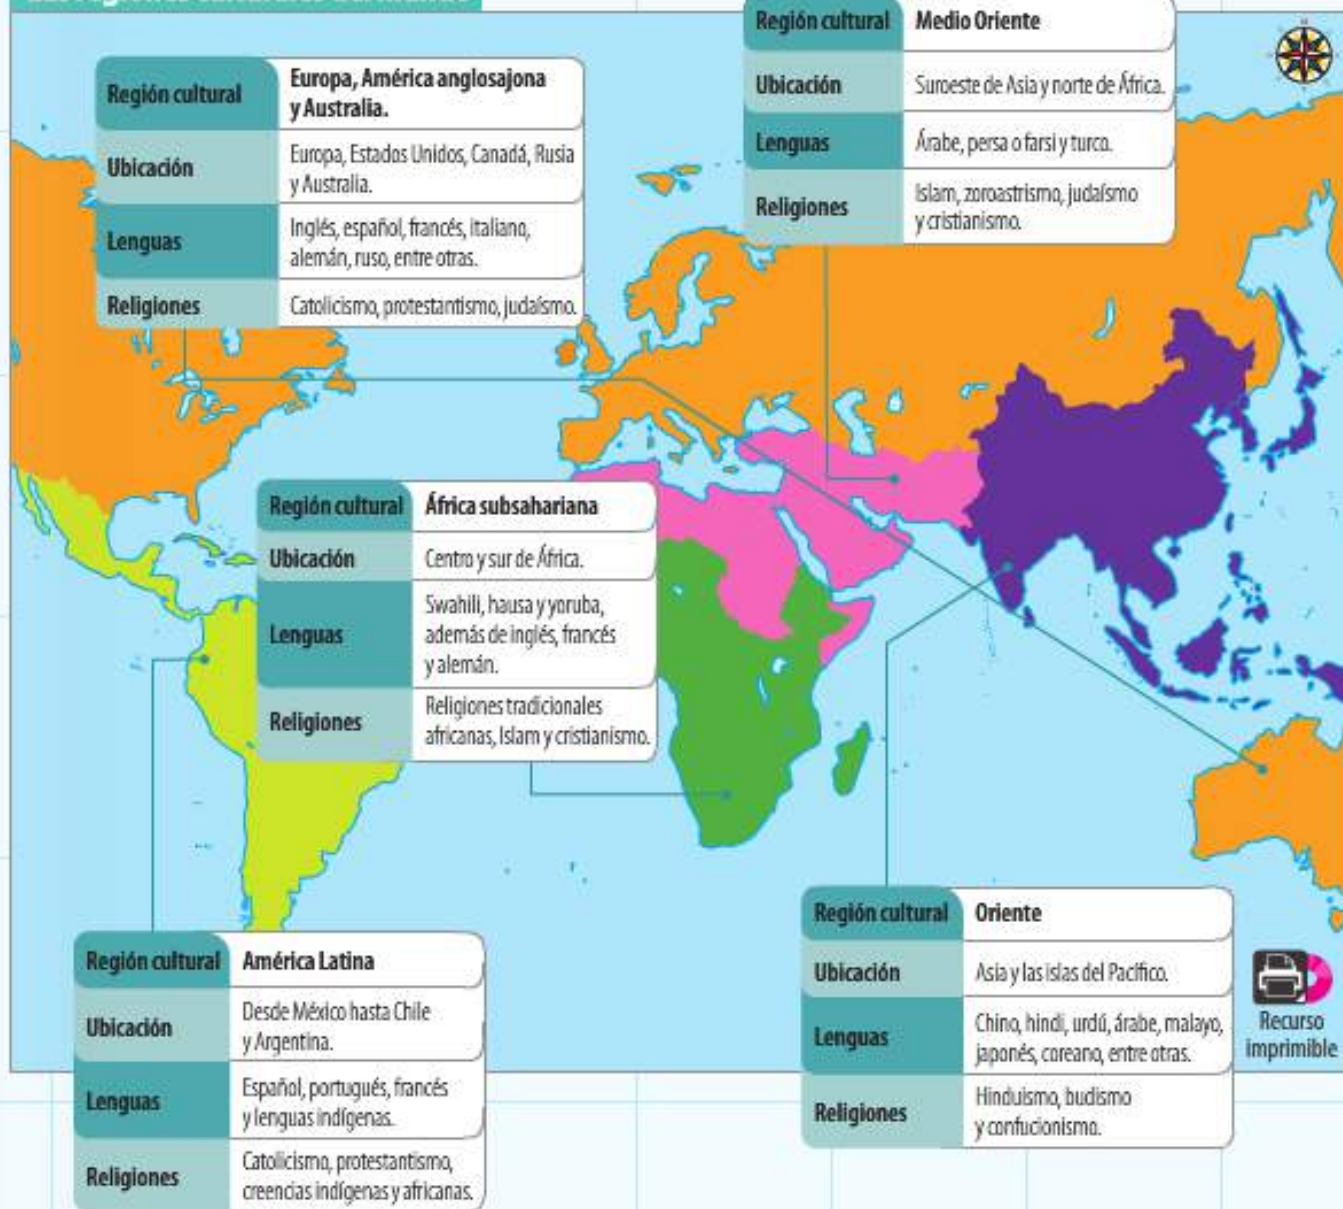 Región cultural
Europa, América anglosajona
y Australia.
Ubicación
Europa, Estados Unidos, Canadá, Rusia
y Australia.
Lenguas
Inglés, español, francés, italiano,
alemán, ruso, entre otras.
Religiones
Catolicismo, protestantismo, judaísmo.
Región cultural
Medio Oriente
Ubicación
Suroeste de Asia y norte de África.
Lenguas
Árabe, persa o farsi y turco.
Religiones
Islam, zoroastrismo, judaísmo
y cristianismo.
Región cultural
África subsahariana
Ubicación
Centro y sur de África.
Lenguas
Swahili, hausa y yoruba,
además de inglés, francés
y alemán.
Religiones
Religiones tradicionales
africanas, Islam y cristianismo.
Región cultural
América Latina
Ubicación
Desde México hasta Chile
y Argentina.
Lenguas
Español, portugués, francés
y lenguas indígenas.
Religiones
Catolicismo, protestantismo,
creencias indígenas y africanas.
Región cultural
Oriente
Ubicación
Asia y las islas del Pacífico.
Lenguas
Chino, hindi, urdú, árabe, malayo,
japonés, coreano, entre otras.
Religiones
Hinduismo, budismo
y confucionismo.
Recurso
imprimible